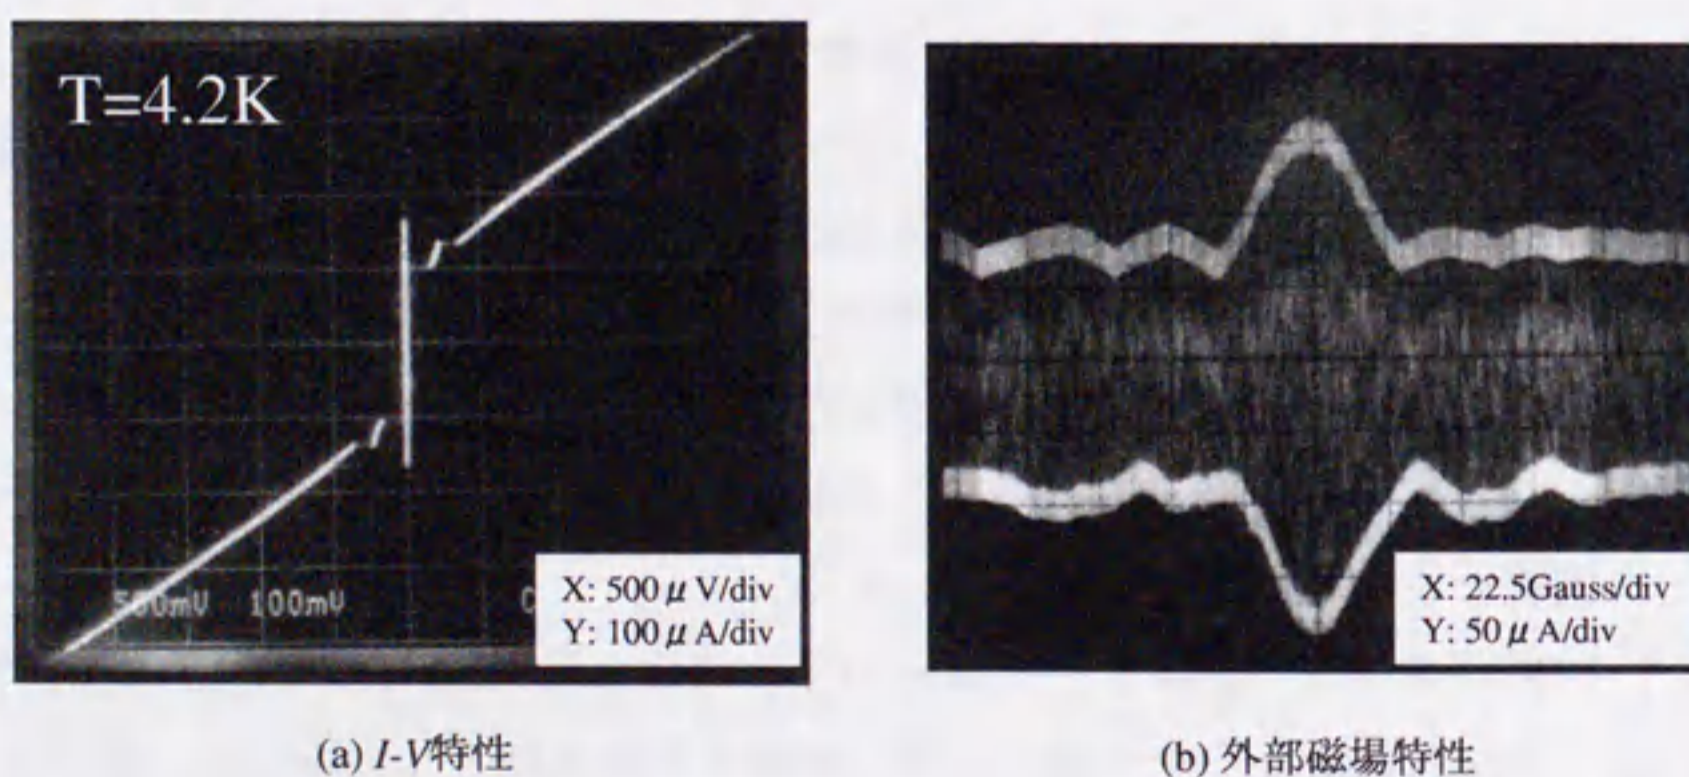 T=4.2K
500mV 100mV
X: 500 μ V/div
Y: 100 μ A/div
X: 22.5Gauss/div
Y: 50 μ A/div
(a) I-V特性
(b) 外部磁場特性